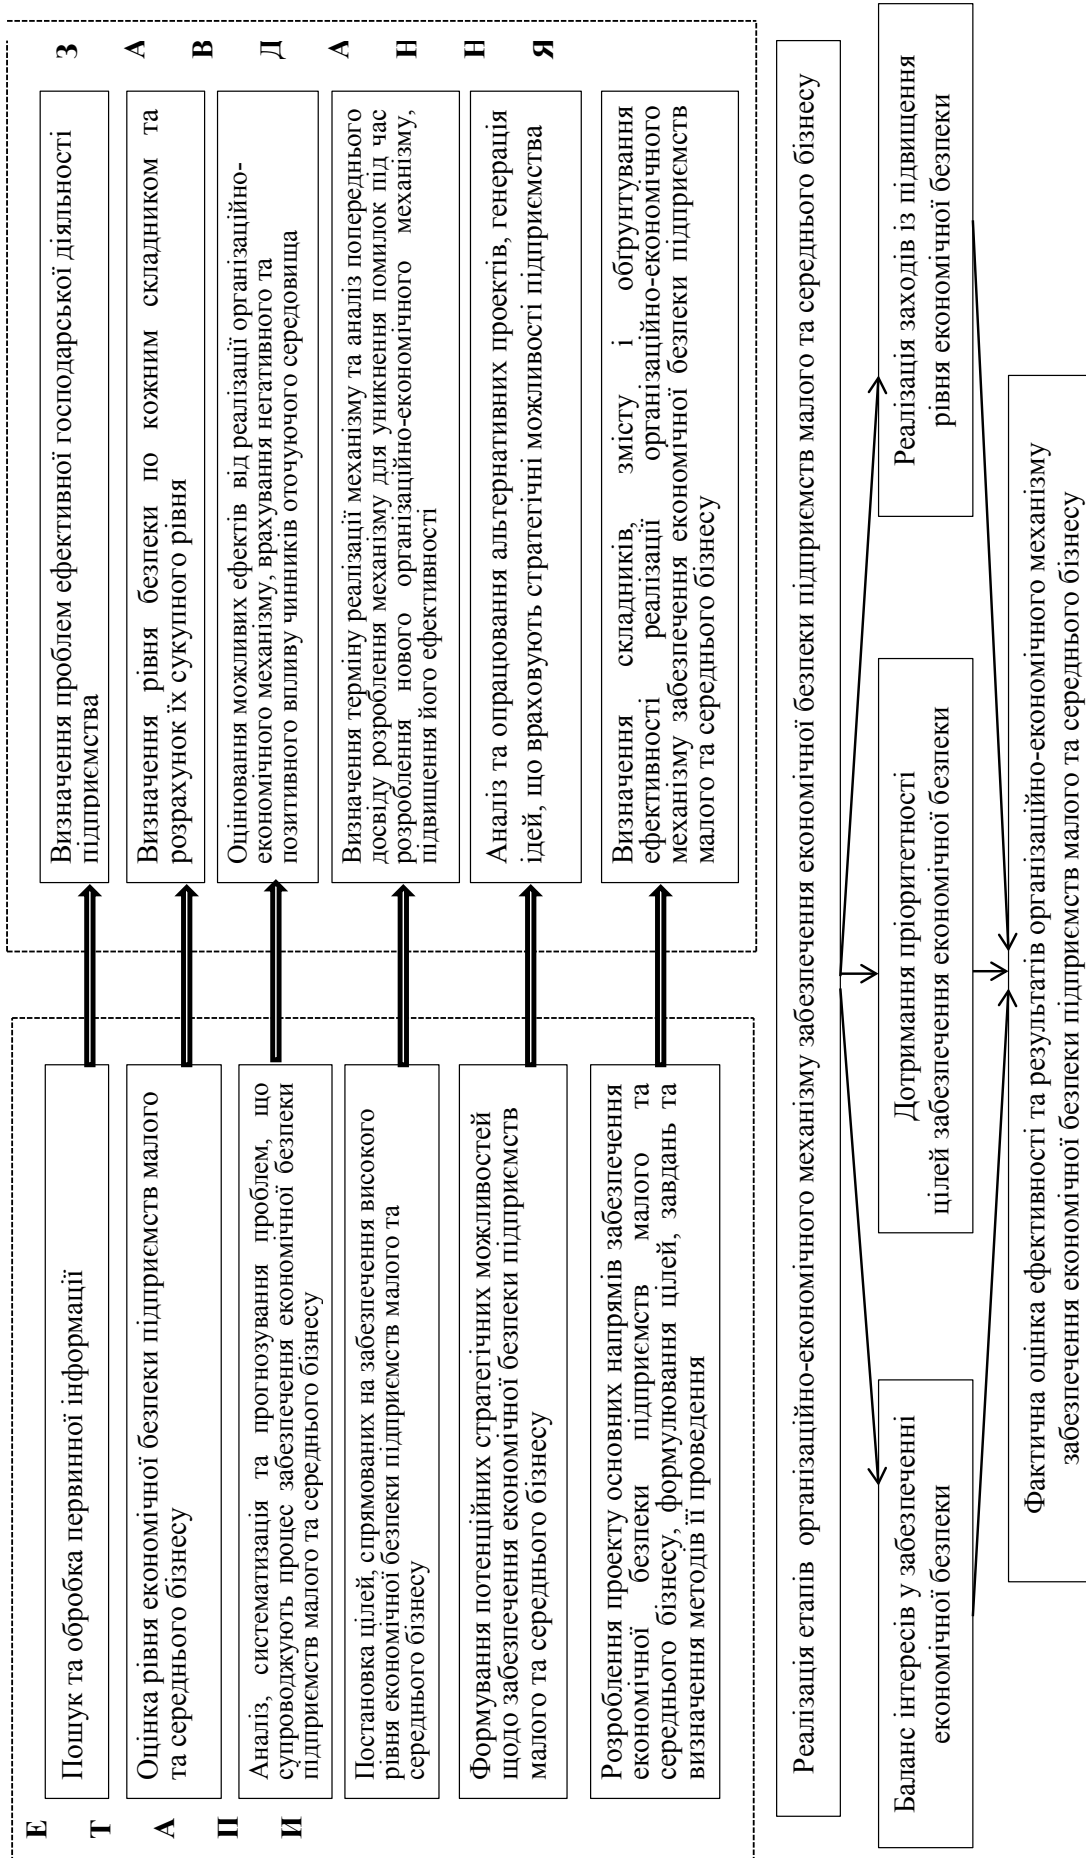 ЕТАПИ
Пошук та обробка первинної інформації
Оцінка рівня економічної безпеки підприємств малого
та середнього бізнесу
Аналіз, систематизація та прогнозування проблем, що
супроводжують процес забезпечення економічної безпеки
підприємств малого та середнього бізнесу
Постановка цілей, спрямованих на забезпечення високого
рівня економічної безпеки підприємств малого та
середнього бізнесу
Формування потенційних стратегічних можливостей
щодо забезпечення економічної безпеки підприємств
малого та середнього бізнесу
Розроблення проекту основних напрямів забезпечення
економічної безпеки підприємств малого та
середнього бізнесу, формулювання цілей, завдань та
визначення методів її проведення
ЗАВДАННЯ
Визначення проблем ефективної господарської діяльності
підприємства
Визначення рівня безпеки по кожним складником та
розрахунок їх сукупного рівня
Оцінювання можливих ефектів від реалізації організаційно-
економічного механізму, врахування негативного та
позитивного впливу чинників оточуючого середовища
Визначення терміну реалізації механізму та аналіз попереднього
досвіду розроблення механізму для уникнення помилок під час
розроблення нового організаційно-економічного механізму,
підвищення його ефективності
Аналіз та опрацювання альтернативних проектів, генерація
ідей, що враховують стратегічні можливості підприємства
Визначення складників, змісту і обґрунтування
ефективності реалізації організаційно-економічного
механізму забезпечення економічної безпеки підприємств
малого та середнього бізнесу
Реалізація етапів організаційно-економічного механізму забезпечення економічної безпеки підприємств малого та середнього бізнесу
Баланс інтересів у забезпеченні
економічної безпеки
Дотримання пріоритетності
цілей забезпечення економічної безпеки
Реалізація заходів із підвищення
рівня економічної безпеки
Фактична оцінка ефективності та результатів організаційно-економічного механізму
забезпечення економічної безпеки підприємств малого та середнього бізнесу